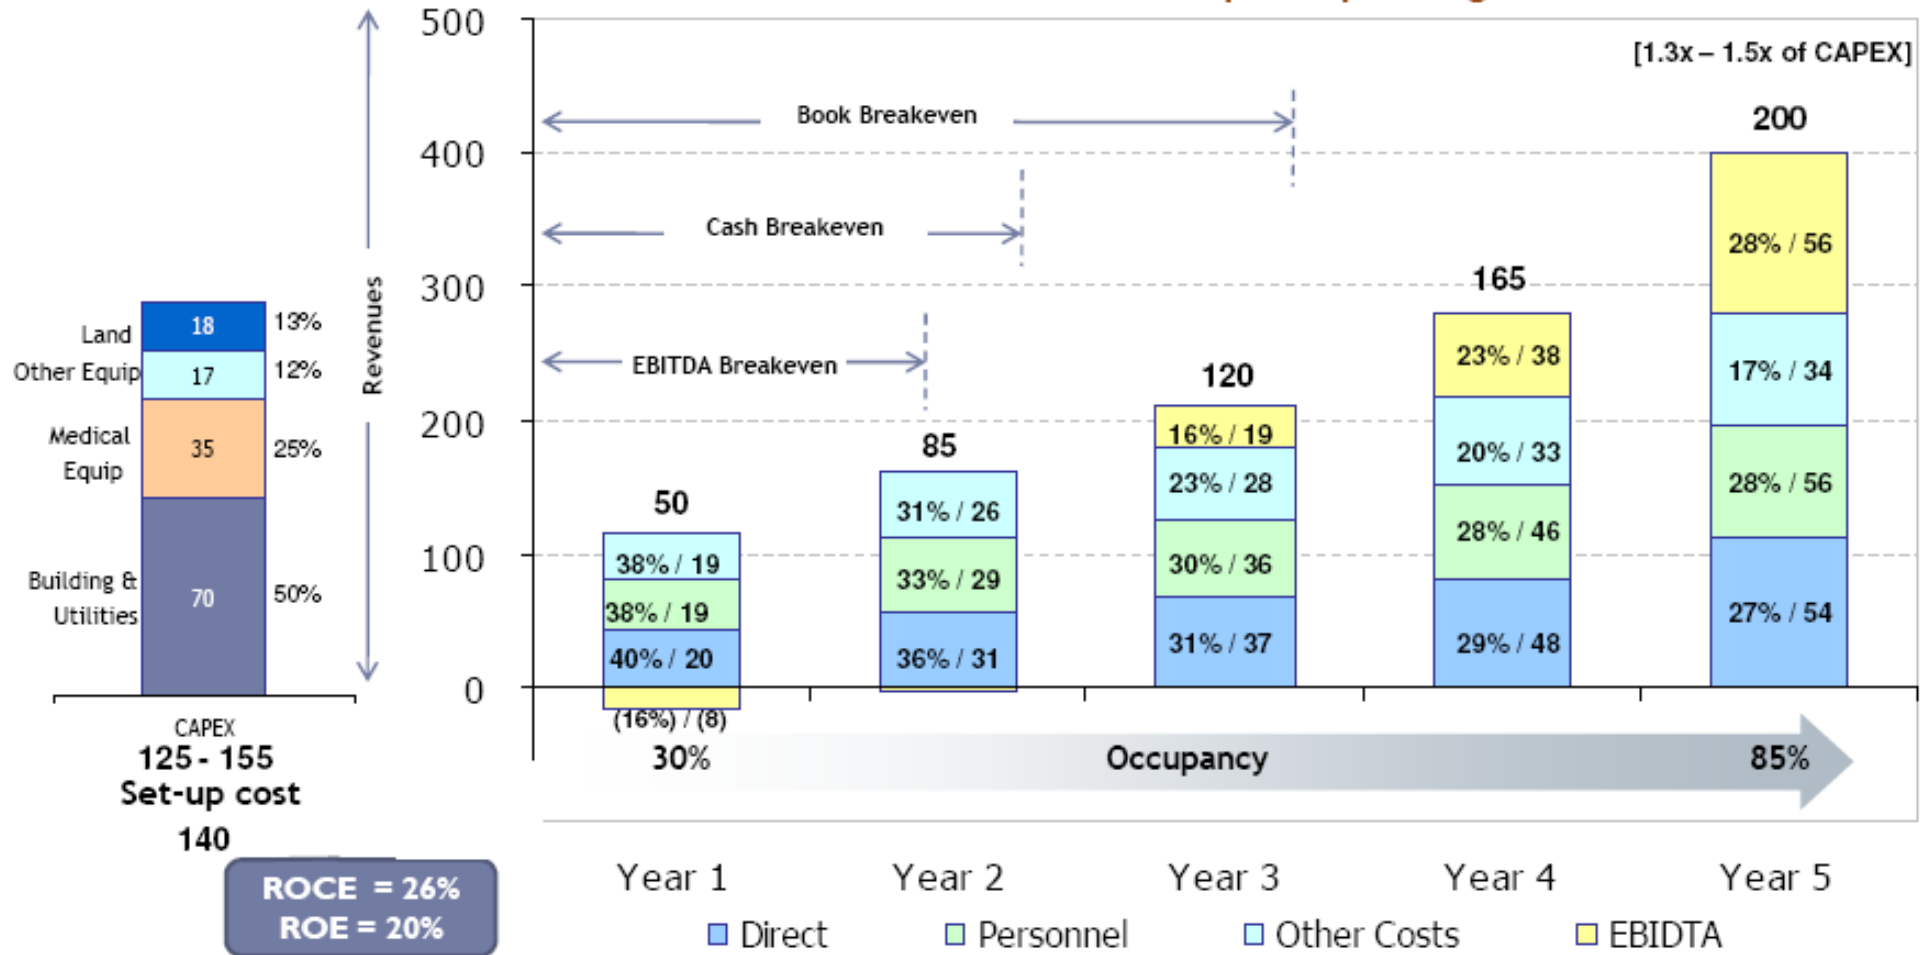 500
[1.3x – 1.5x of CAPEX]
Book Breakeven
200
400
Cash Breakeven
28% / 56
165
300
Revenues
Land
18
13%
Other Equip
17
12%
EBITDA Breakeven
23% / 38
17% / 34
120
200
Medical
Equip
35
25%
85
16% / 19
20% / 33
23% / 28
28% / 56
50
31% / 26
28% / 46
100
38% / 19
33% / 29
30% / 36
Building &
Utilities
70
50%
38% / 19
27% / 54
40% / 20
36% / 31
31% / 37
29% / 48
0
(16%) / (8)
CAPEX
125 - 155
Set-up cost
140
30%
Occupancy
85%
ROCE = 26%
ROE = 20%
Year 1
Year 2
Year 3
Year 4
Year 5
Direct
Personnel
Other Costs
EBIDTA